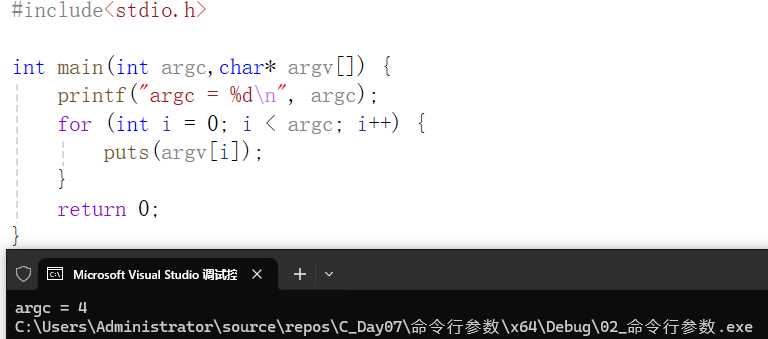 #include<stdio.h>
int main(int argc,char* argv[]) {
printf("argc = %d\n", argc);
for (int i = 0; i < argc; i++) {
puts(argv[i]);
}
return 0;
}
Microsoft Visual Studio 调试控
argc = 4
C:\Users\Administrator\source\repos\C_Day07\命令行参数\x64\Debug\02_命令行参数.exe